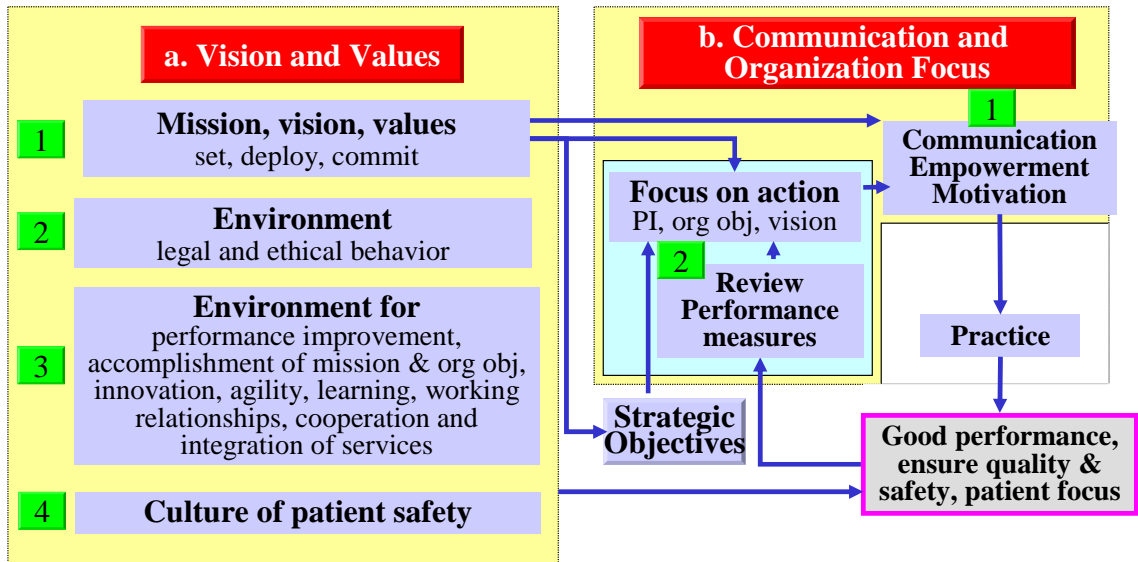 a. Vision and Values
1
Mission, vision, values
set, deploy, commit
2
Environment
legal and ethical behavior
3
Environment for
performance improvement,
accomplishment of mission & org obj,
innovation, agility, learning, working
relationships, cooperation and
integration of services
4
Culture of patient safety
b. Communication and
Organization Focus
1
Communication
Empowerment
Motivation
Focus on action
PI, org obj, vision
2
Review
Performance
measures
Practice
Strategic
Objectives
Good performance,
ensure quality &
safety, patient focus